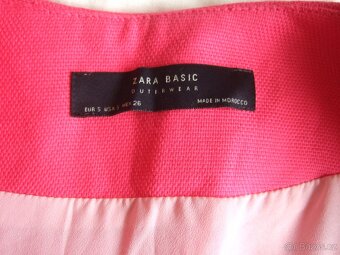 ZARA BASIC
OUTERWEAR
EUR S USA S MEX 26 MADE IN MOROCCO